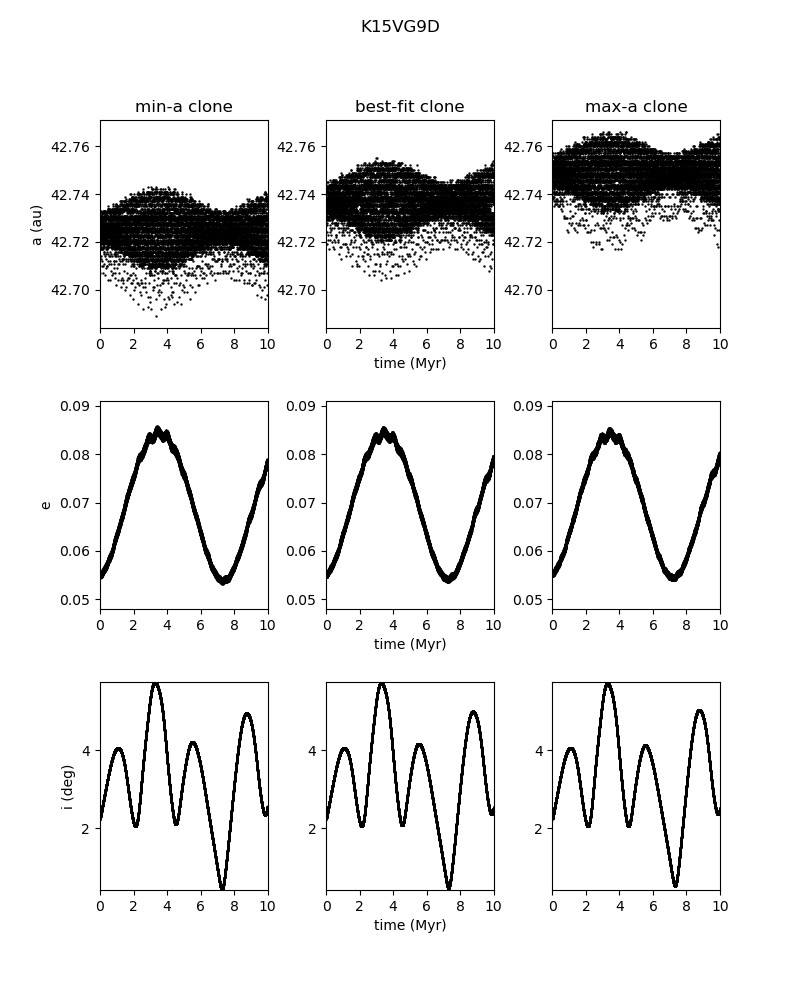 K15VG9D
min-a clone best-fit clone max-a clone
a (au)
42.76 42.76 42.76
42.74 42.74 42.74
42.72 42.72 42.72
42.70 42.70 42.70
0 2 4 6 8 10 0 2 4 6 8 10 0 2 4 6 8 10
time (Myr)
e
0.09 0.09 0.09
0.08 0.08 0.08
0.07 0.07 0.07
0.06 0.06 0.06
0.05 0.05 0.05
0 2 4 6 8 10 0 2 4 6 8 10 0 2 4 6 8 10
time (Myr)
i (deg)
4 4 4
2 2 2
0 2 4 6 8 10 0 2 4 6 8 10 0 2 4 6 8 10
time (Myr)